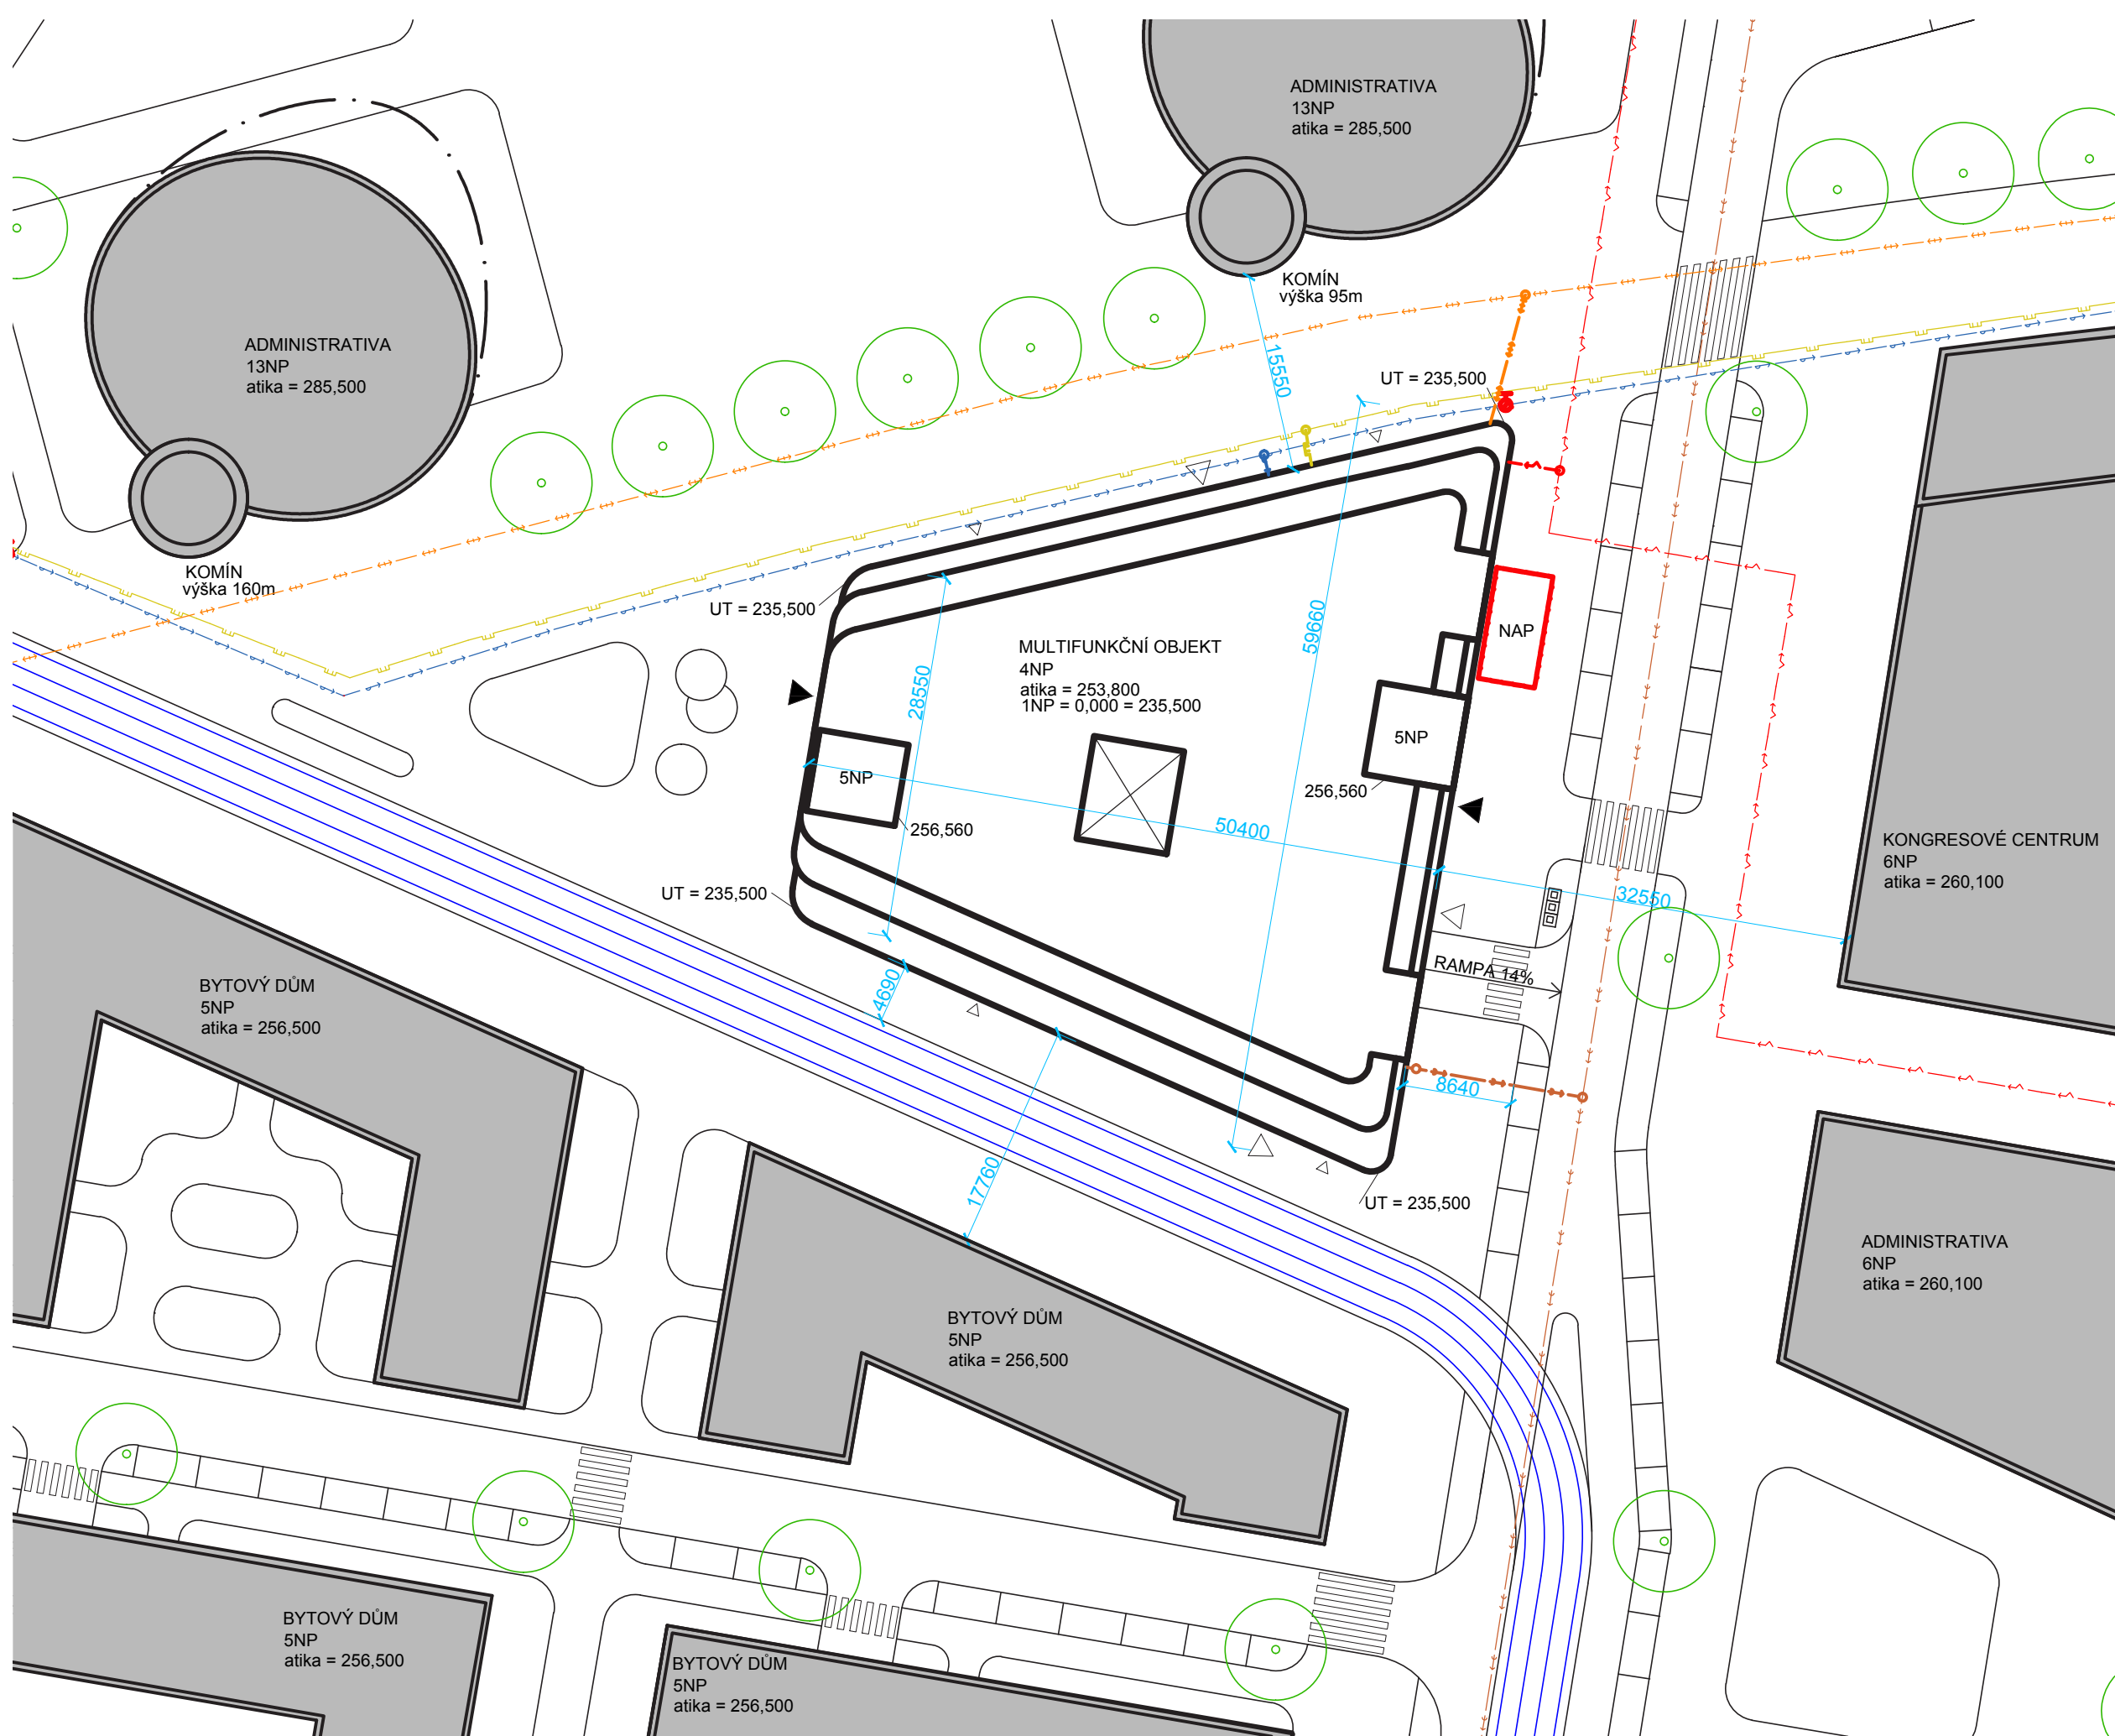 ADMINISTRATIVA
13NP
atika = 285,500
KOMÍN
výška 95m
ADMINISTRATIVA
13NP
atika = 285,500
KOMÍN
výška 160m
15550
UT = 235,500
UT = 235,500
28550
59660
MULTIFUNKČNÍ OBJEKT
4NP
atika = 253,800
1NP = 0,000 = 235,500
NAP
5NP
5NP
256,560
256,560
50400
32550
KONGRESOVÉ CENTRUM
6NP
atika = 260,100
UT = 235,500
4690
RAMPA 14%
BYTOVÝ DŮM
5NP
atika = 256,500
8640
17760
UT = 235,500
ADMINISTRATIVA
6NP
atika = 260,100
BYTOVÝ DŮM
5NP
atika = 256,500
BYTOVÝ DŮM
5NP
atika = 256,500
BYTOVÝ DŮM
5NP
atika = 256,500